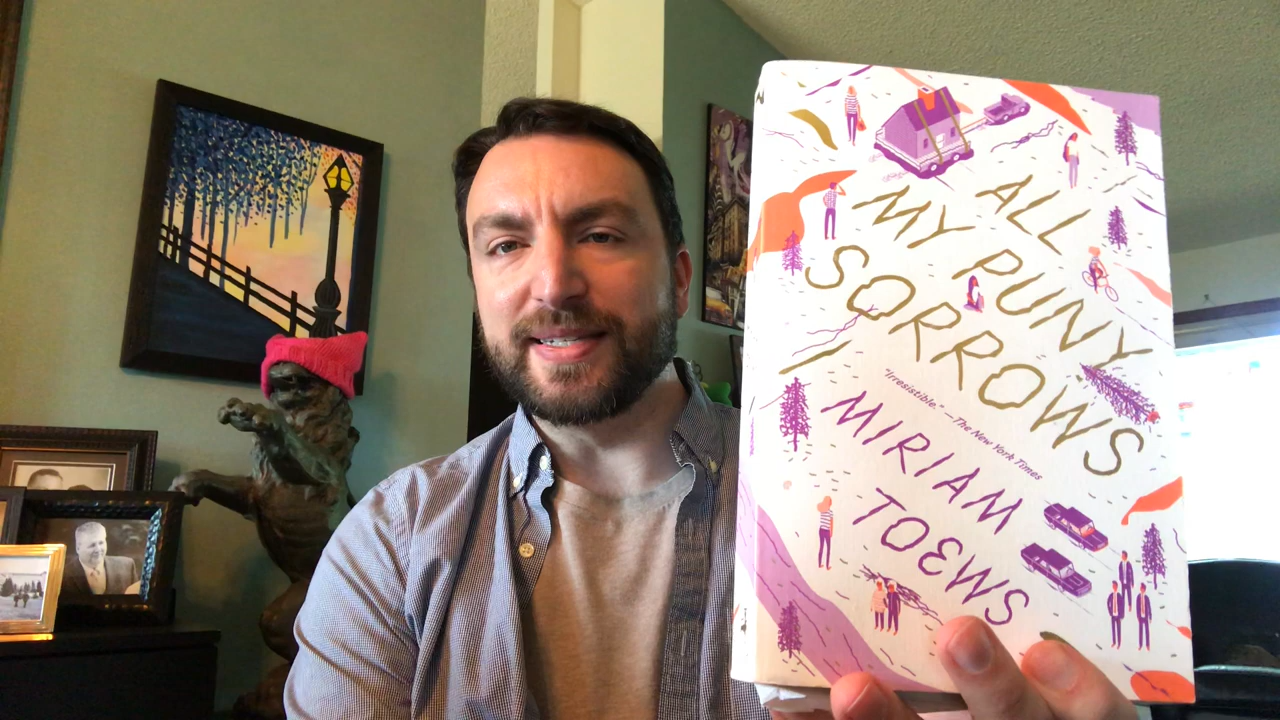 ALL
MY PUNY
SORROWS
"Irresistible." —The New York Times
MIRIAM
TOEWS